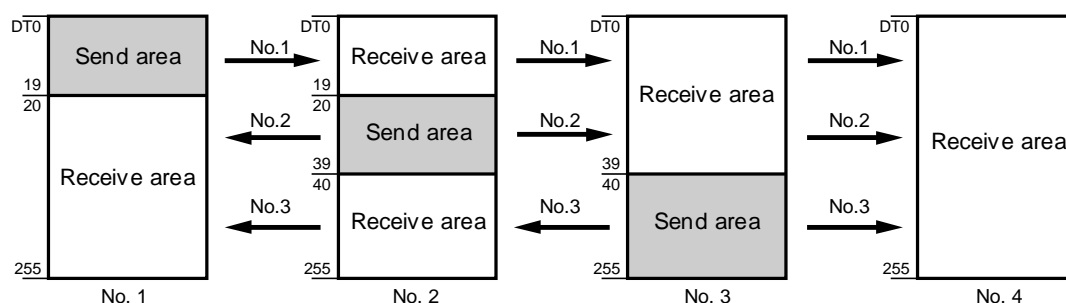 DT0
Send area
19
20
Receive area
255
No. 1
No.1
No.2
No.3
DT0
Receive area
19
20
Send area
39
40
Receive area
255
No. 2
No.1
No.2
No.3
DT0
Receive area
39
40
Send area
255
No. 3
No.1
No.2
No.3
DT0
Receive area
255
No. 4